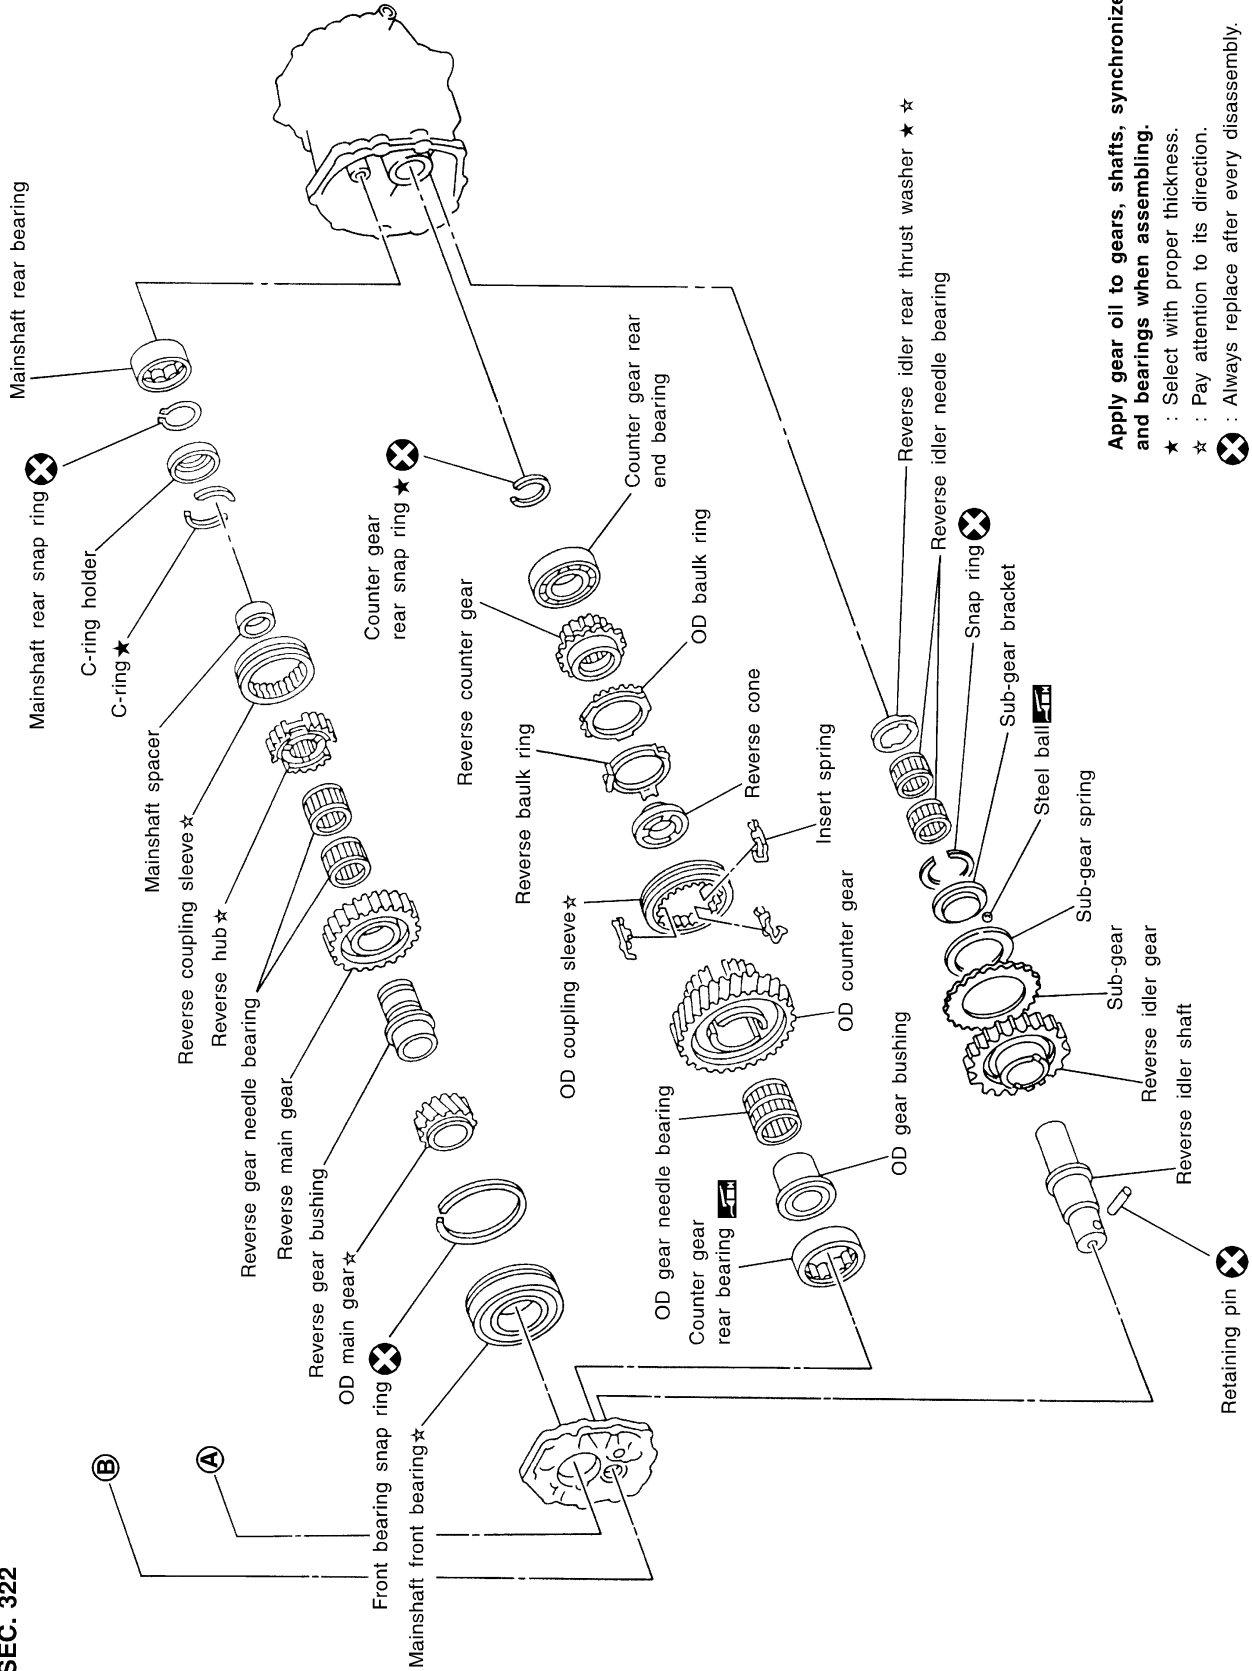 SEC. 322
B
A
Mainshaft rear bearing
Mainshaft rear snap ring
C-ring holder
C-ring★
Mainshaft spacer
Reverse coupling sleeve☆
Reverse hub☆
Reverse gear needle bearing
Reverse main gear
Reverse gear bushing
OD main gear☆
Front bearing snap ring
Mainshaft front bearing☆
Counter gear
rear snap ring★
Counter gear rear
end bearing
Reverse counter gear
OD baulk ring
Reverse baulk ring
Reverse cone
Insert spring
OD coupling sleeve☆
OD counter gear
OD gear needle bearing
OD gear bushing
Counter gear
rear bearing
Reverse idler rear thrust washer ★ ☆
Reverse idler needle bearing
Snap ring
Sub-gear bracket
Steel ball
Sub-gear spring
Sub-gear
Reverse idler gear
Reverse idler shaft
Retaining pin
Apply gear oil to gears, shafts, synchronize
and bearings when assembling.
★ : Select with proper thickness.
☆ : Pay attention to its direction.
: Always replace after every disassembly.